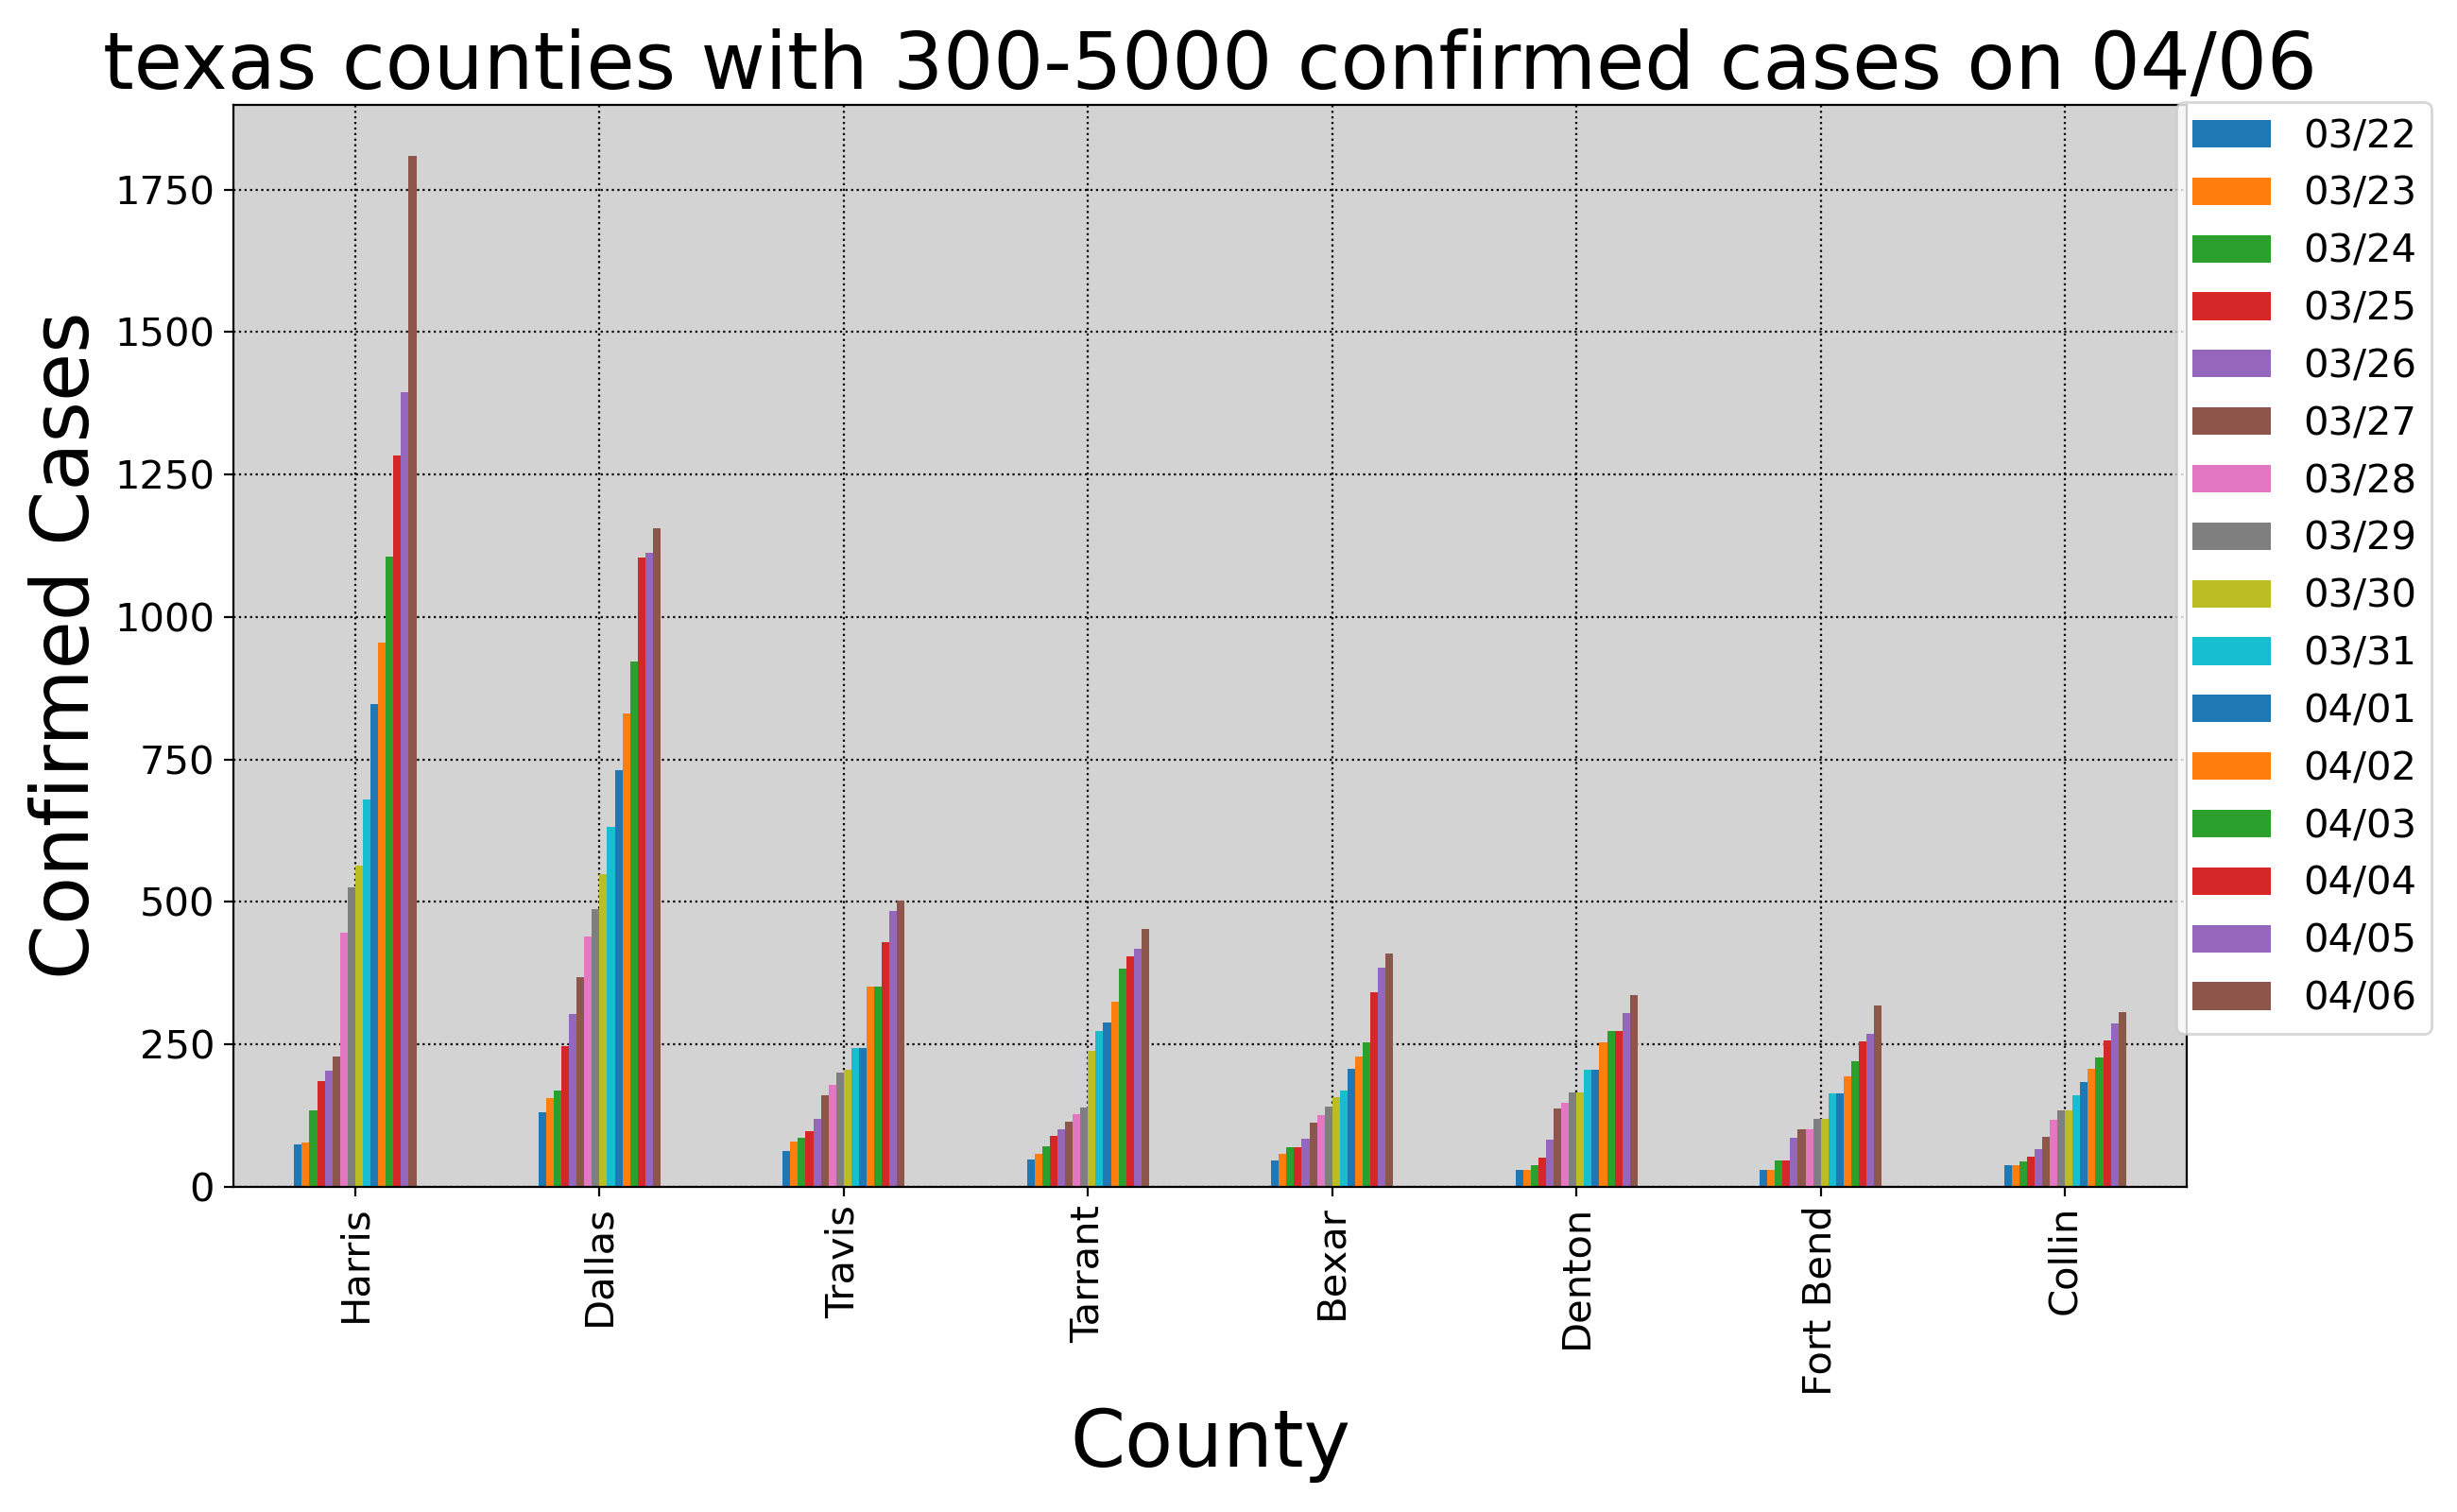 texas counties with 300-5000 confirmed cases on 04/06
Confirmed Cases
1750
1500
1250
1000
750
500
250
0
03/22
03/23
03/24
03/25
03/26
03/27
03/28
03/29
03/30
03/31
04/01
04/02
04/03
04/04
04/05
04/06
Harris
Dallas
Travis
Tarrant
Bexar
Denton
Fort Bend
Collin
County